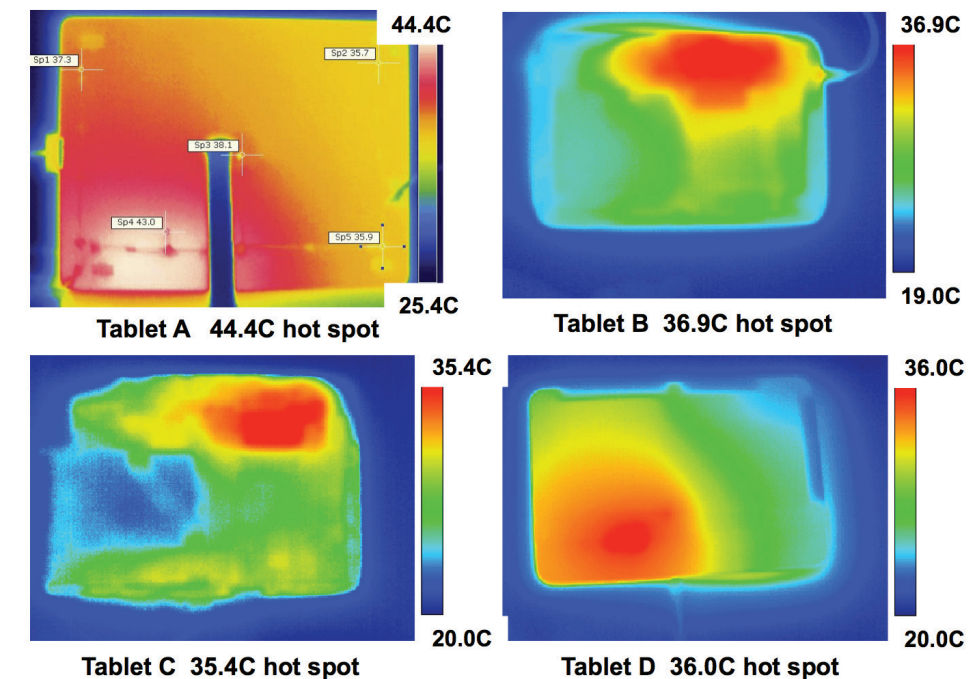 44.4C
Sp1 37.3
Sp2 35.7
Sp3 38.1
Sp4 43.0
Sp5 35.9
25.4C
Tablet A 44.4C hot spot
36.9C
19.0C
Tablet B 36.9C hot spot
35.4C
20.0C
Tablet C 35.4C hot spot
36.0C
20.0C
Tablet D 36.0C hot spot